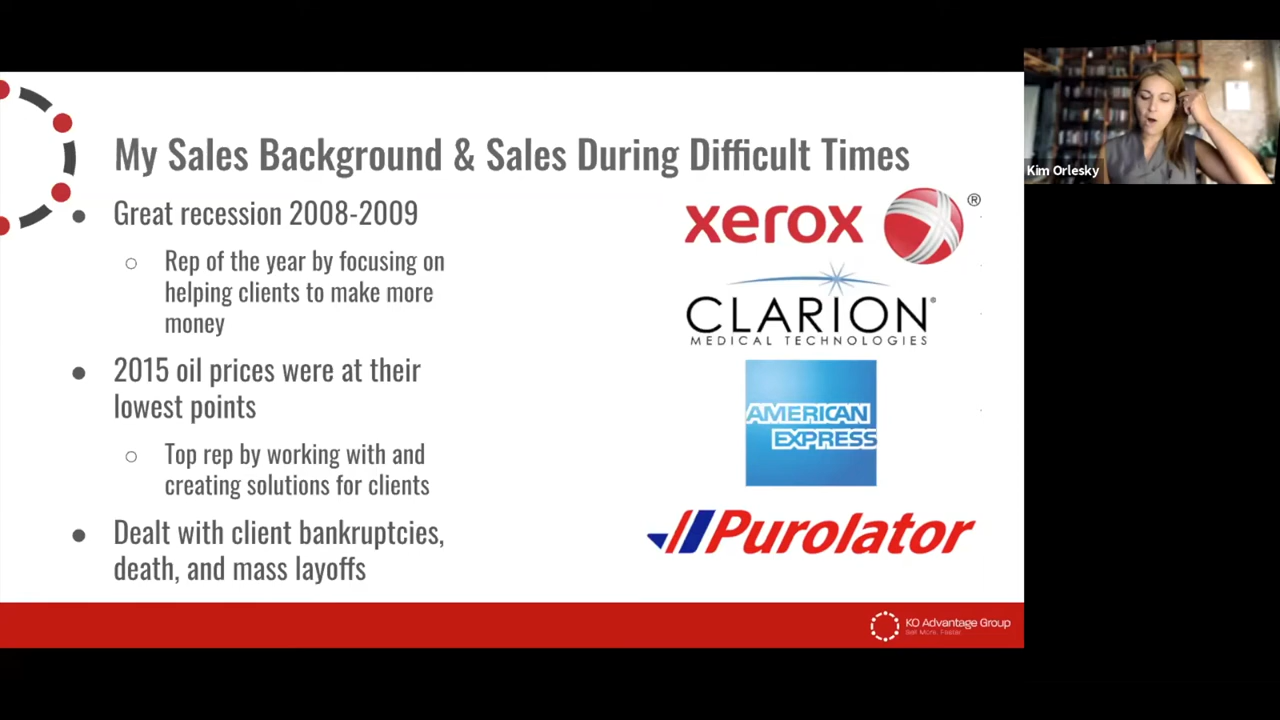 My Sales Background & Sales During Difficult Times
Great recession 2008-2009
Rep of the year by focusing on
helping clients to make more
money
2015 oil prices were at their
lowest points
Top rep by working with and
creating solutions for clients
Dealt with client bankruptcies,
death, and mass layoffs
xerox ®
CLARION®
MEDICAL TECHNOLOGIES
AMERICAN
EXPRESS
Purolator
KO Advantage Group
Sell More, Faster.
Kim Orlesky